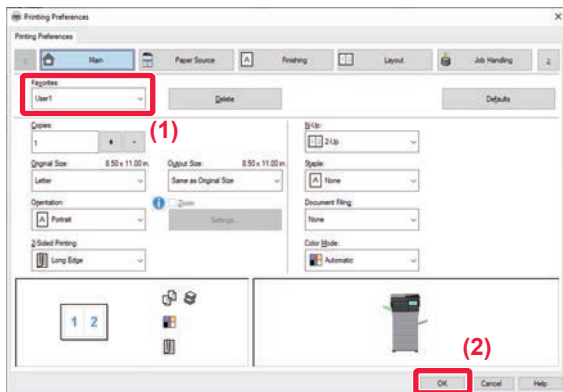 Printing Preferences
Printing Preferences
Main Paper Source Finishing Layout Job Handling
Favorites:
User1 Delete Defaults
(1)
Copies: N-Up:
1 + - 2-Up
Original Size: 8.50 x 11.00 in. Output Size: 8.50 x 11.00 in. Staple:
Letter Same as Original Size None
Orientation: Zoom Document Filing:
Portrait Settings... None
2-Sided Printing: Color Mode:
Long Edge Automatic
1 2
(2)
OK Cancel Help